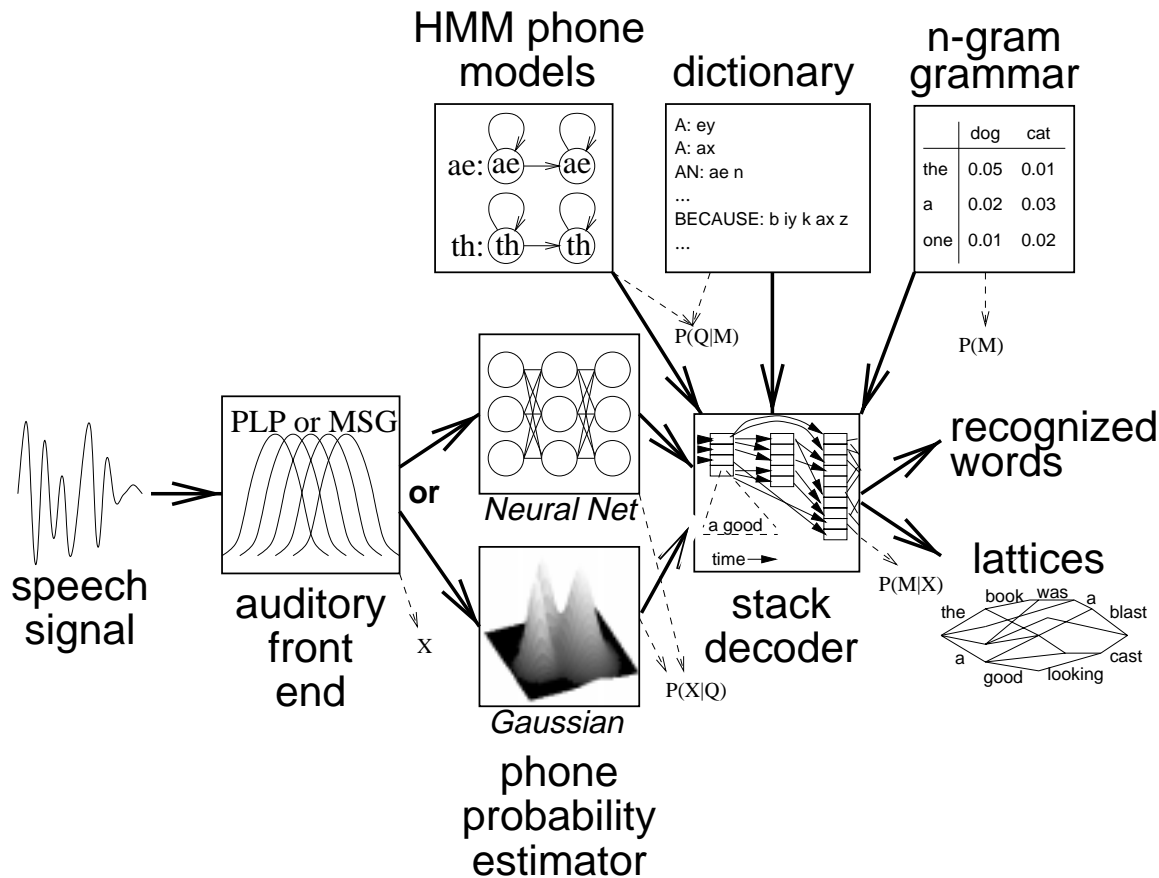 HMM phone
models
dictionary
n-gram
grammar
ae: ae ae
th: th th
A: ey
A: ax
AN: ae n
...
BECAUSE: b iy k ax z
...
dog cat
the 0.05 0.01
a 0.02 0.03
one 0.01 0.02
P(Q|M)
P(M)
speech
signal
PLP or MSG
auditory
front
end
X
or
Neural Net
Gaussian
phone
probability
estimator
P(X|Q)
a good
time
stack
decoder
P(M|X)
recognized
words
lattices
the book was a blast
a good looking cast